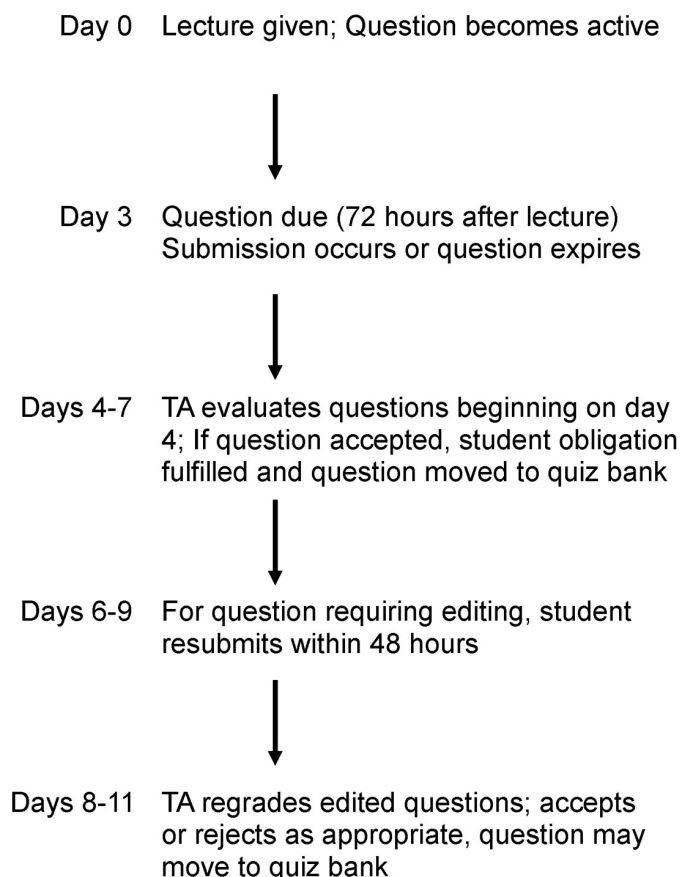 Day 0 Lecture given; Question becomes active
Day 3 Question due (72 hours after lecture)
Submission occurs or question expires
Days 4-7 TA evaluates questions beginning on day
4; If question accepted, student obligation
fulfilled and question moved to quiz bank
Days 6-9 For question requiring editing, student
resubmits within 48 hours
Days 8-11 TA regrades edited questions; accepts
or rejects as appropriate, question may
move to quiz bank